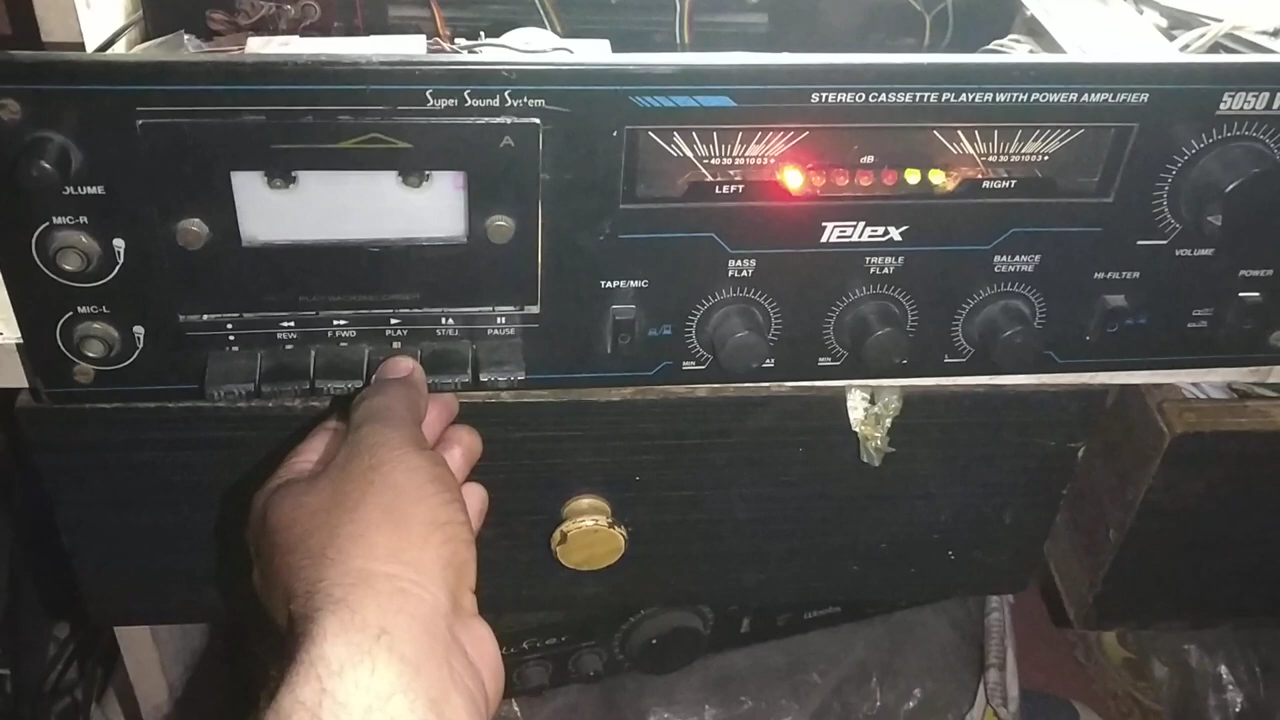 Super Sound System
STEREO CASSETTE PLAYER WITH POWER AMPLIFIER
5050
A
- 40 30 20 10 0 3 +
dB
- 40 30 20 10 0 3 +
LEFT
RIGHT
OLUME
MIC-R
Telex
VOLUME
BASS
FLAT
TREBLE
FLAT
BALANCE
CENTRE
TAPE/MIC
HI-FILTER
POWER
MIC-L
REW
F.FWD
PLAY
ST/EJ.
PAUSE
MIN
AX
MIN
L